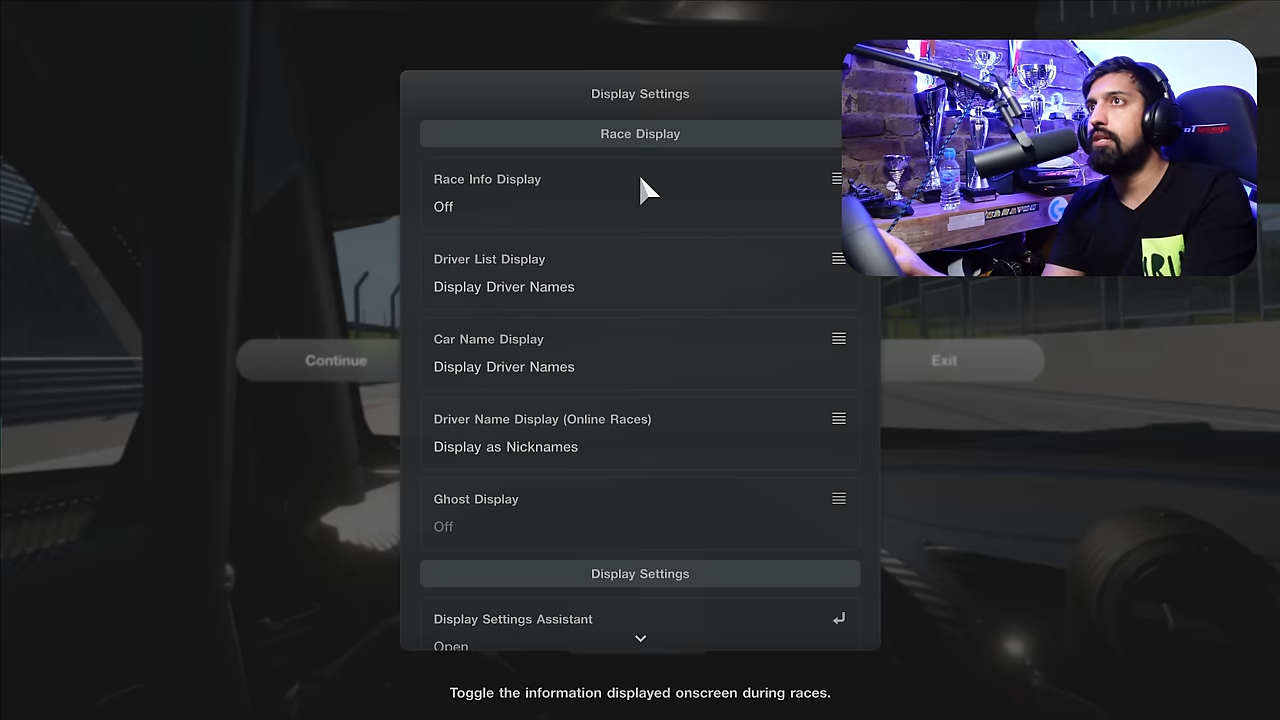 Display Settings
Race Display
Race Info Display
Off
Driver List Display
Display Driver Names
Car Name Display
Display Driver Names
Continue
Exit
Driver Name Display (Online Races)
Display as Nicknames
Ghost Display
Off
Display Settings
Display Settings Assistant
Open
Toggle the information displayed onscreen during races.